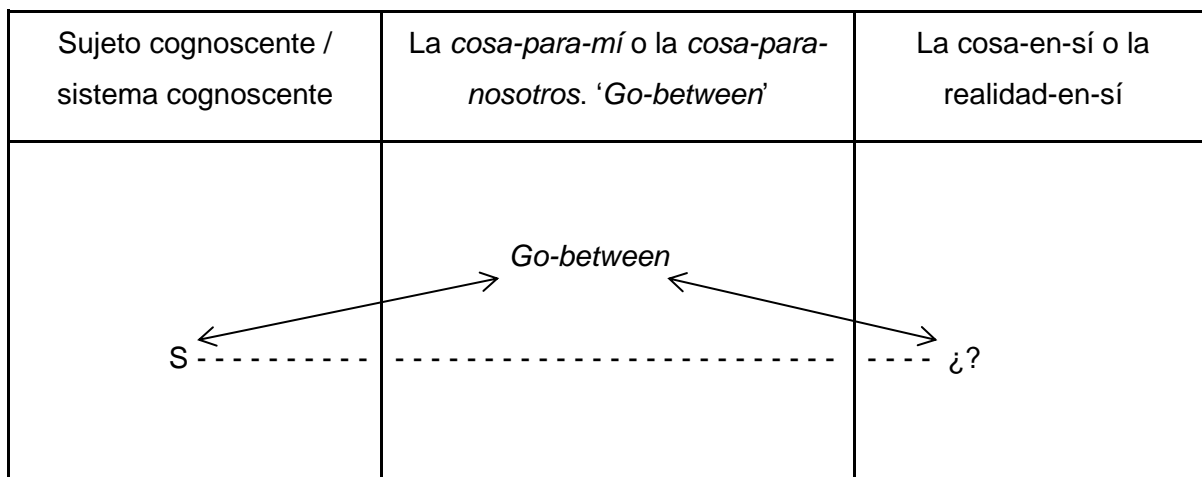 Sujeto cognoscente /
sistema cognoscente
La cosa-para-mí o la cosa-para-
nosotros. ‘Go-between’
La cosa-en-sí o la
realidad-en-sí
Go-between
S - - - - - - - - - - - - - - - - - - - - - - - - - - - - - - - - - - - - ¿?